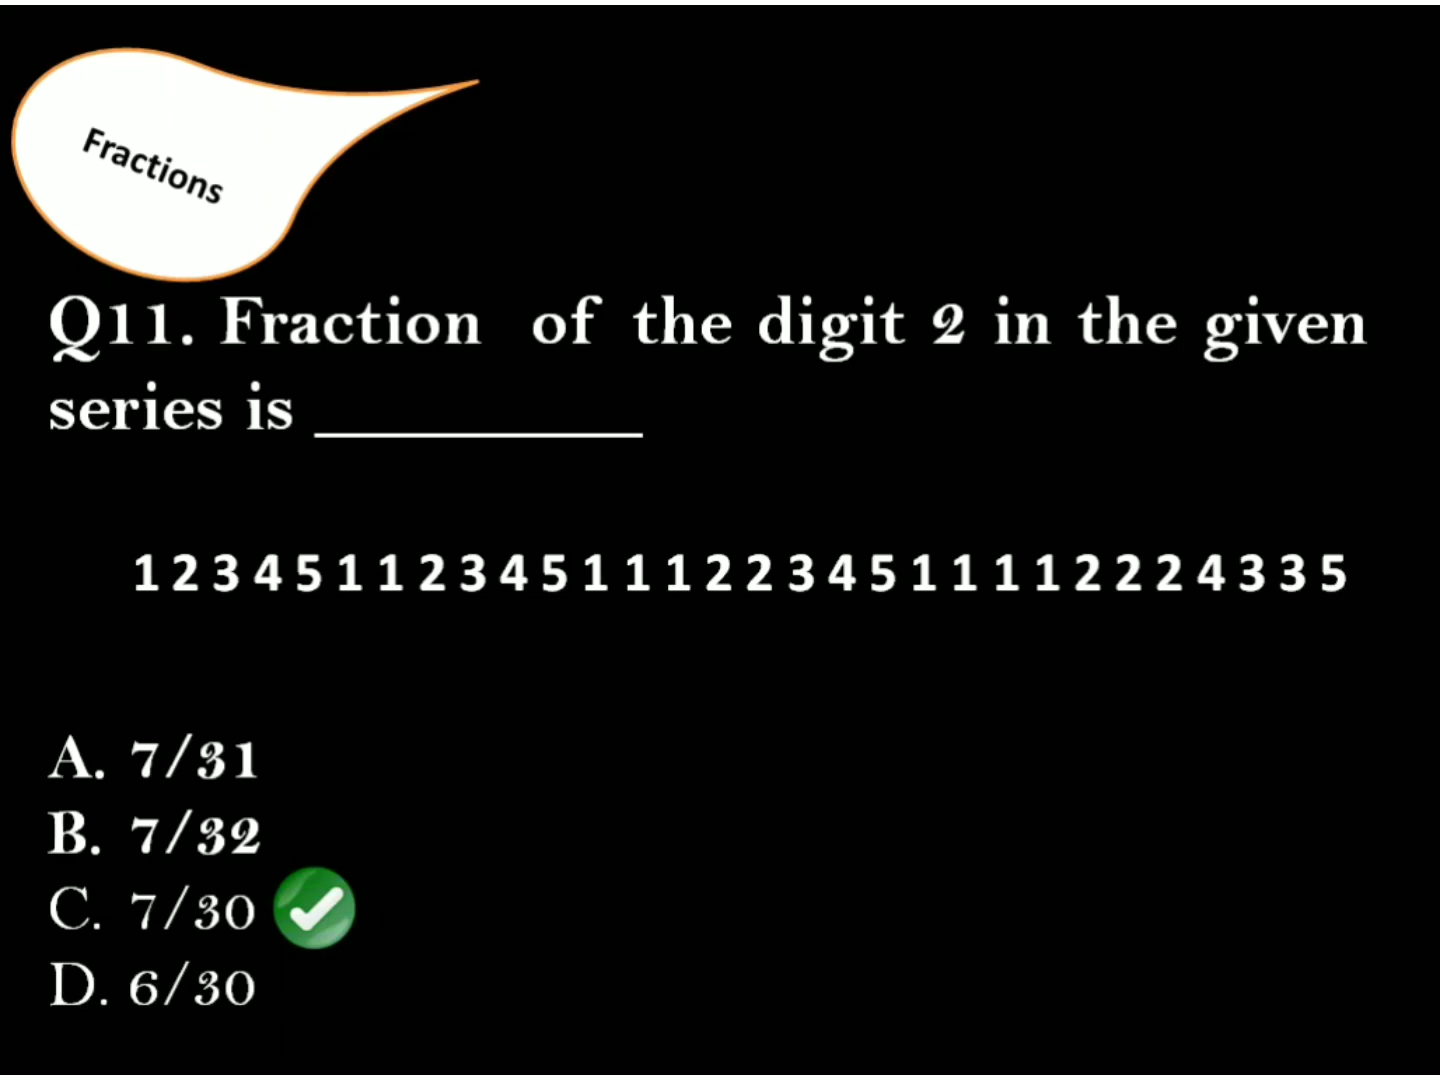 Fractions
Q11. Fraction of the digit 2 in the given
series is __________
1 2 3 4 5 1 1 2 3 4 5 1 1 1 2 2 3 4 5 1 1 1 1 2 2 2 4 3 3 5
A. 7/31
B. 7/32
C. 7/30
D. 6/30